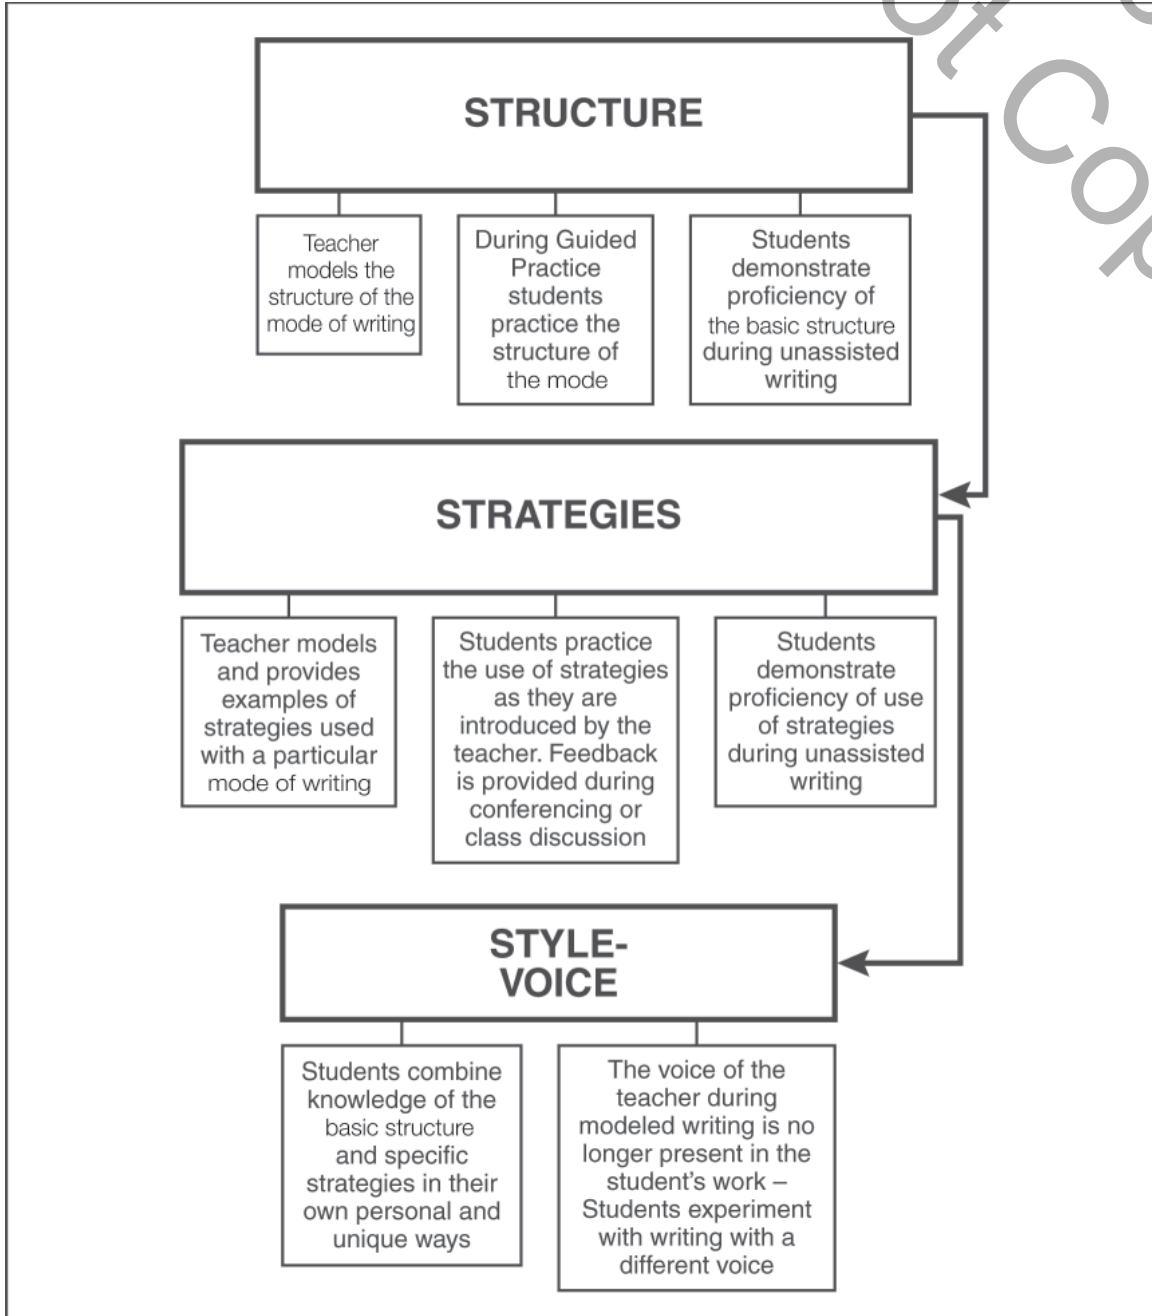 STRUCTURE
Teacher
models the
structure of the
mode of writing
During Guided
Practice
students
practice the
structure of
the mode
Students
demonstrate
proficiency of
the basic structure
during unassisted
writing
STRATEGIES
Teacher models
and provides
examples of
strategies used
with a particular
mode of writing
Students practice
the use of strategies
as they are
introduced by the
teacher. Feedback
is provided during
conferencing or
class discussion
Students
demonstrate
proficiency of use
of strategies
during unassisted
writing
STYLE-
VOICE
Students combine
knowledge of the
basic structure
and specific
strategies in their
own personal and
unique ways
The voice of the
teacher during
modeled writing is no
longer present in the
student’s work –
Students experiment
with writing with a
different voice